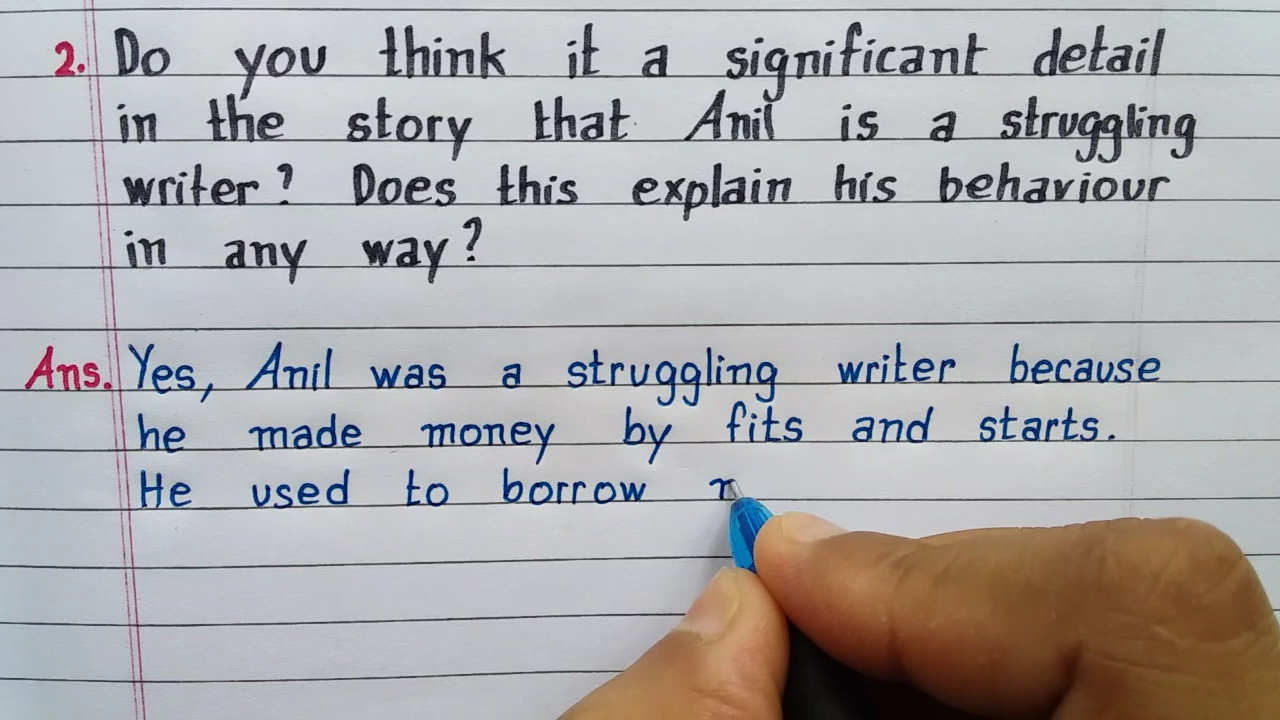 2. Do you think it a significant detail
in the story that Anil is a struggling
writer? Does this explain his behaviour
in any way?
Ans. Yes, Anil was a struggling writer because
he made money by fits and starts.
He used to borrow